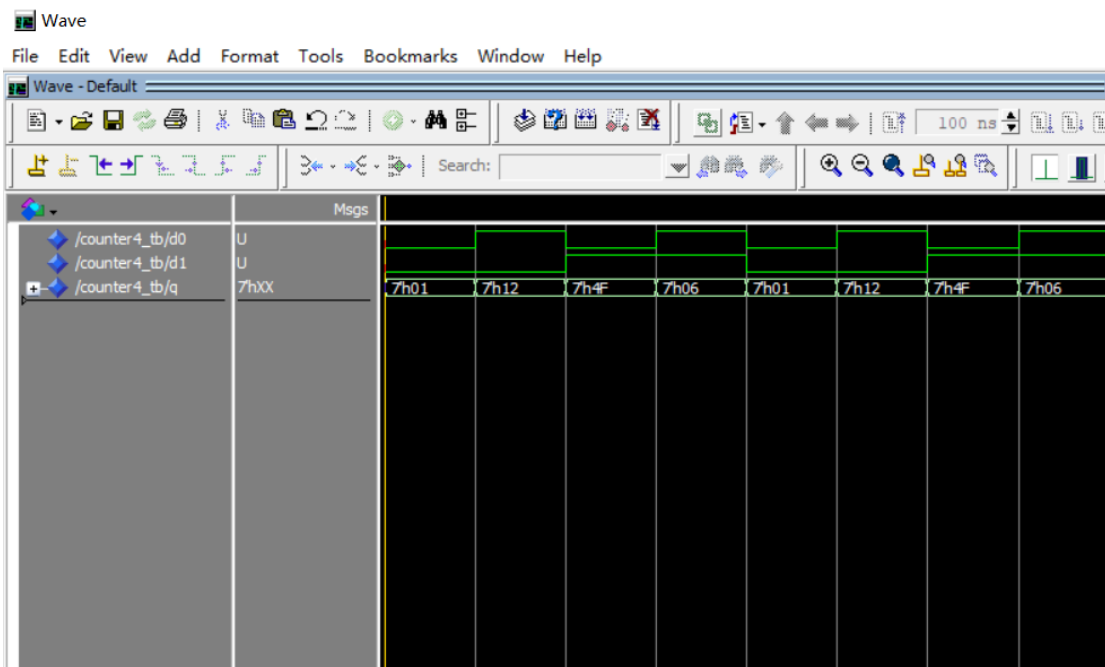 Wave
File Edit View Add Format Tools Bookmarks Window Help
Wave - Default
100 ns
Search:
Msgs
/counter4_tb/d0 U
/counter4_tb/d1 U
/counter4_tb/q 7'hXX 7'h01 7'h12 7'h4F 7'h06 7'h01 7'h12 7'h4F 7'h06